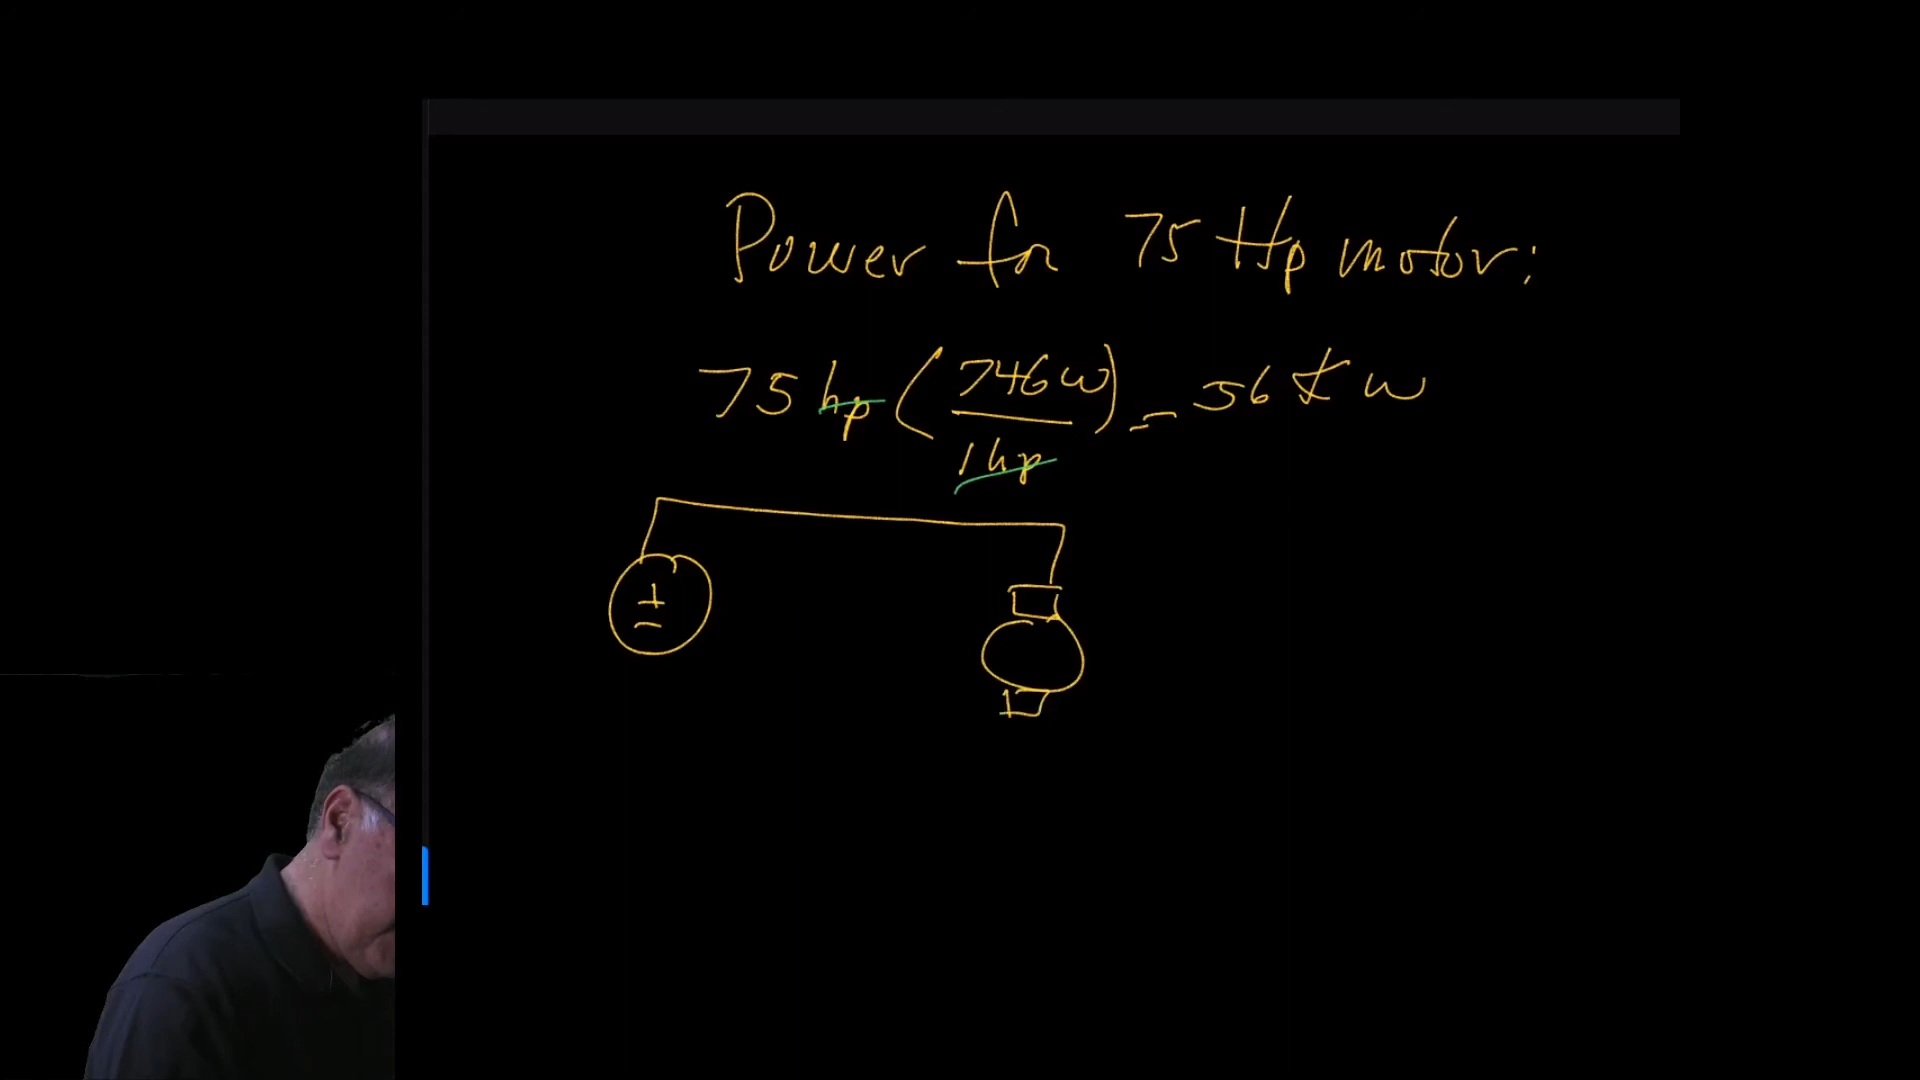 Power for 75 Hp motor:
75 hp (746 W / 1 hp) = 56 KW
+
-